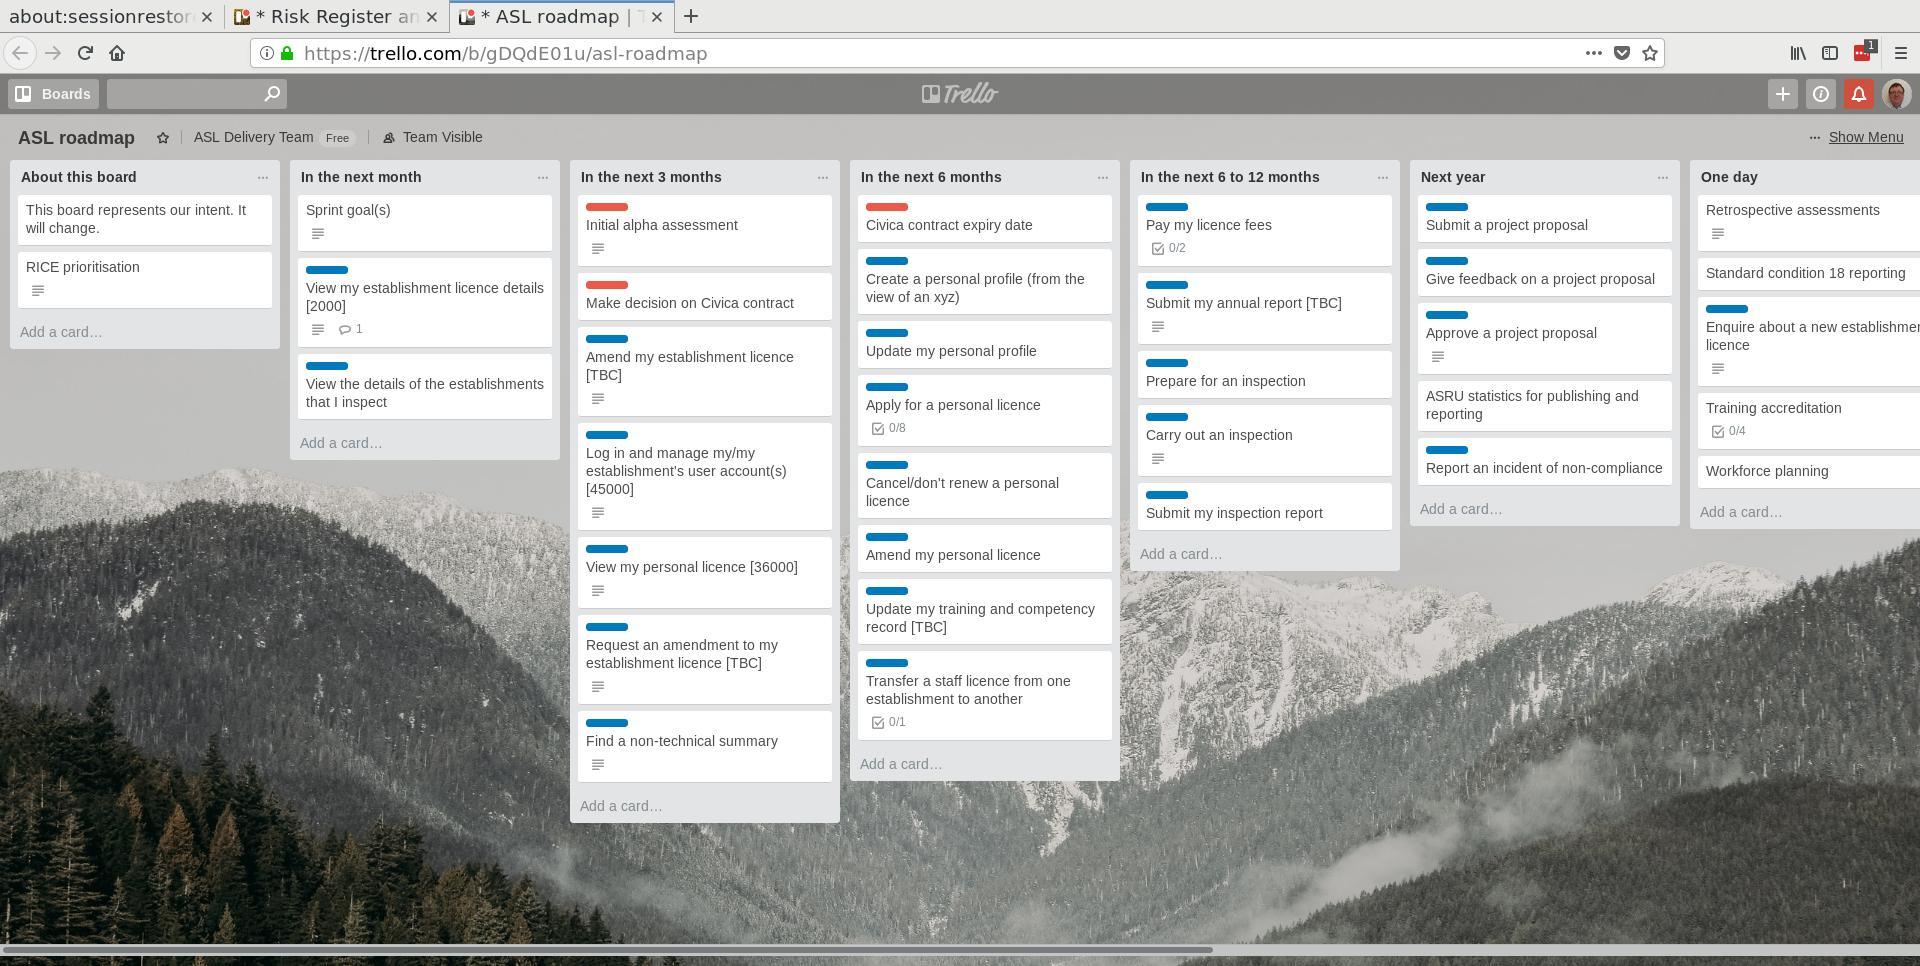 about:sessionrestor
* Risk Register an
* ASL roadmap | T
https://trello.com/b/gDQdE01u/asl-roadmap
1
Boards
Trello
ASL roadmap
ASL Delivery Team
Free
Team Visible
Show Menu
About this board
This board represents our intent. It
will change.
RICE prioritisation
Add a card…
In the next month
Sprint goal(s)
View my establishment licence details
[2000]
1
View the details of the establishments
that I inspect
Add a card…
In the next 3 months
Initial alpha assessment
Make decision on Civica contract
Amend my establishment licence
[TBC]
Log in and manage my/my
establishment's user account(s)
[45000]
View my personal licence [36000]
Request an amendment to my
establishment licence [TBC]
Find a non-technical summary
Add a card…
In the next 6 months
Civica contract expiry date
Create a personal profile (from the
view of an xyz)
Update my personal profile
Apply for a personal licence
0/8
Cancel/don't renew a personal
licence
Amend my personal licence
Update my training and competency
record [TBC]
Transfer a staff licence from one
establishment to another
0/1
Add a card…
In the next 6 to 12 months
Pay my licence fees
0/2
Submit my annual report [TBC]
Prepare for an inspection
Carry out an inspection
Submit my inspection report
Add a card…
Next year
Submit a project proposal
Give feedback on a project proposal
Approve a project proposal
ASRU statistics for publishing and
reporting
Report an incident of non-compliance
Add a card…
One day
Retrospective assessments
Standard condition 18 reporting
Enquire about a new establishmen
licence
Training accreditation
0/4
Workforce planning
Add a card…